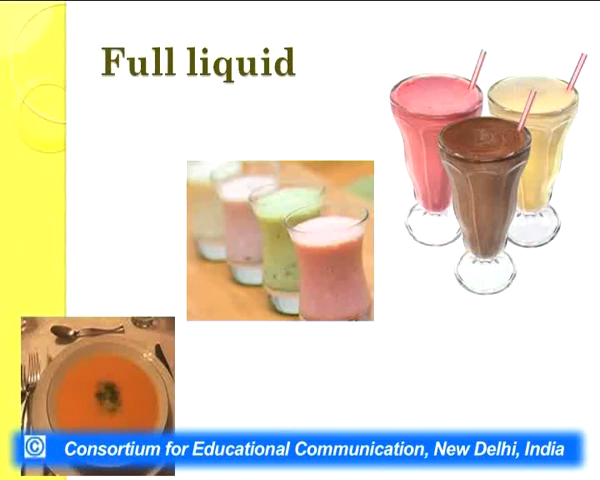 Full liquid
© Consortium for Educational Communication, New Delhi, India